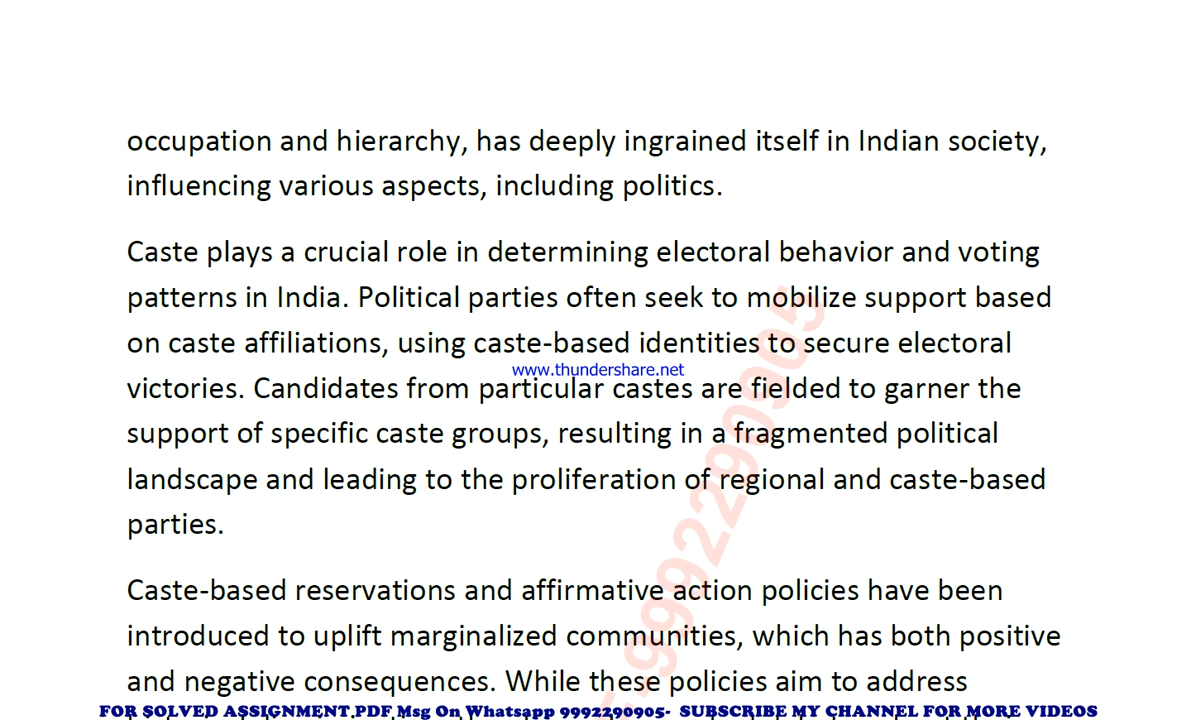 occupation and hierarchy, has deeply ingrained itself in Indian society,
influencing various aspects, including politics.
Caste plays a crucial role in determining electoral behavior and voting
patterns in India. Political parties often seek to mobilize support based
on caste affiliations, using caste-based identities to secure electoral
www.thundershare.net
victories. Candidates from particular castes are fielded to garner the
support of specific caste groups, resulting in a fragmented political
landscape and leading to the proliferation of regional and caste-based
parties.
Caste-based reservations and affirmative action policies have been
introduced to uplift marginalized communities, which has both positive
and negative consequences. While these policies aim to address
-9992290905
FOR SOLVED ASSIGNMENT.PDF Msg On Whatsapp 9992290905- SUBSCRIBE MY CHANNEL FOR MORE VIDEOS